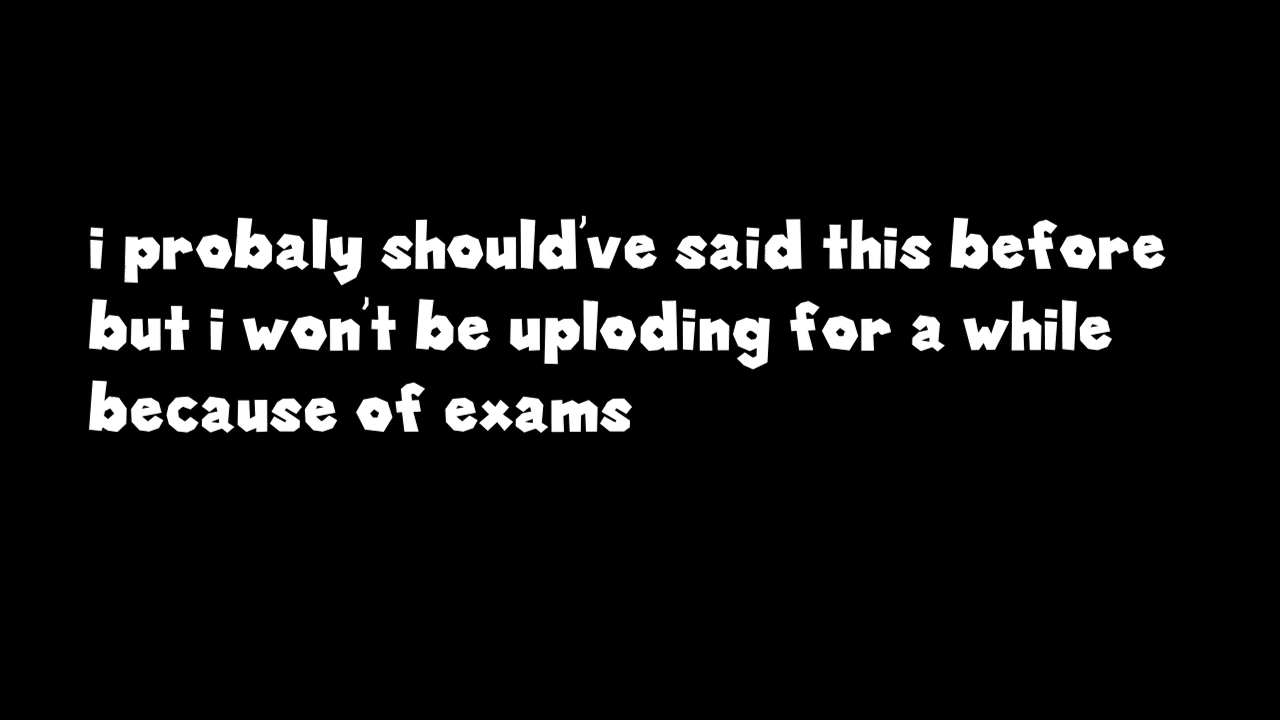 i probaly should've said this before
but i won't be uploding for a while
because of exams